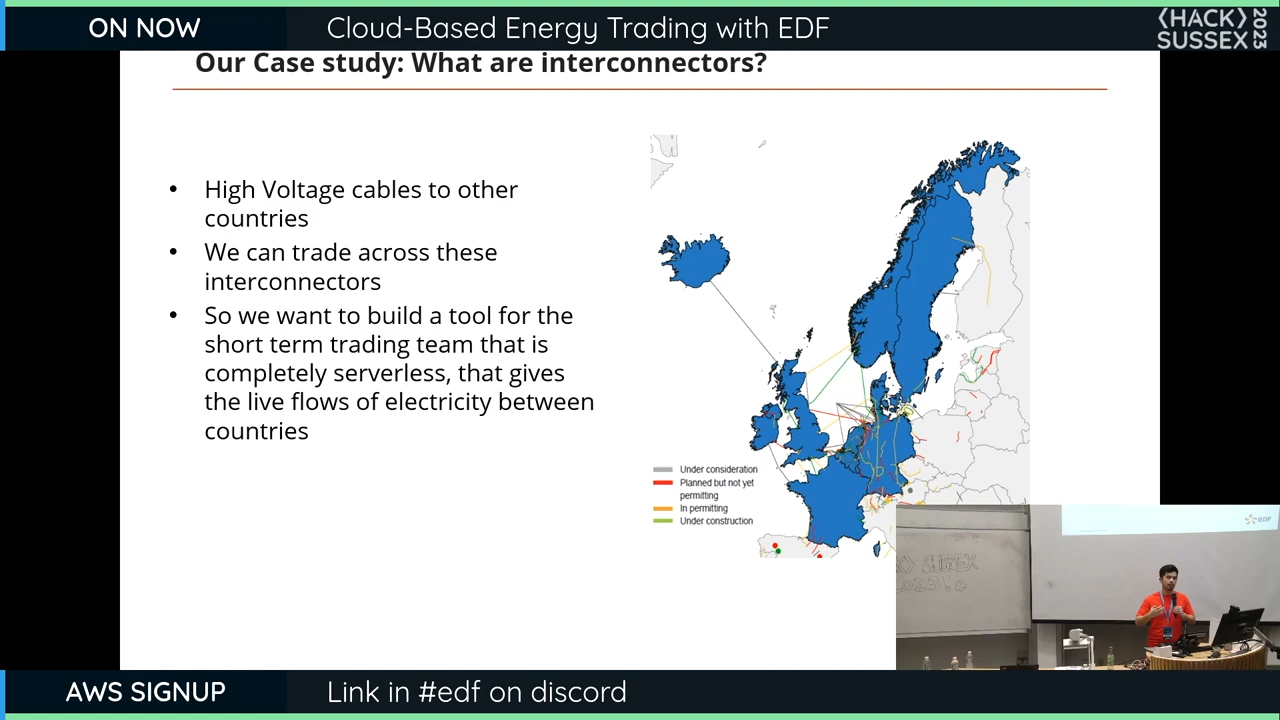 ON NOW
Cloud-Based Energy Trading with EDF
⟨HACK⟩
SUSSEX
2023
Our Case study: What are interconnectors?
• High Voltage cables to other
countries
• We can trade across these
interconnectors
• So we want to build a tool for the
short term trading team that is
completely serverless, that gives
the live flows of electricity between
countries
Under consideration
Planned but not yet
permitting
In permitting
Under construction
edf
SUSSEX
AWS SIGNUP
Link in #edf on discord